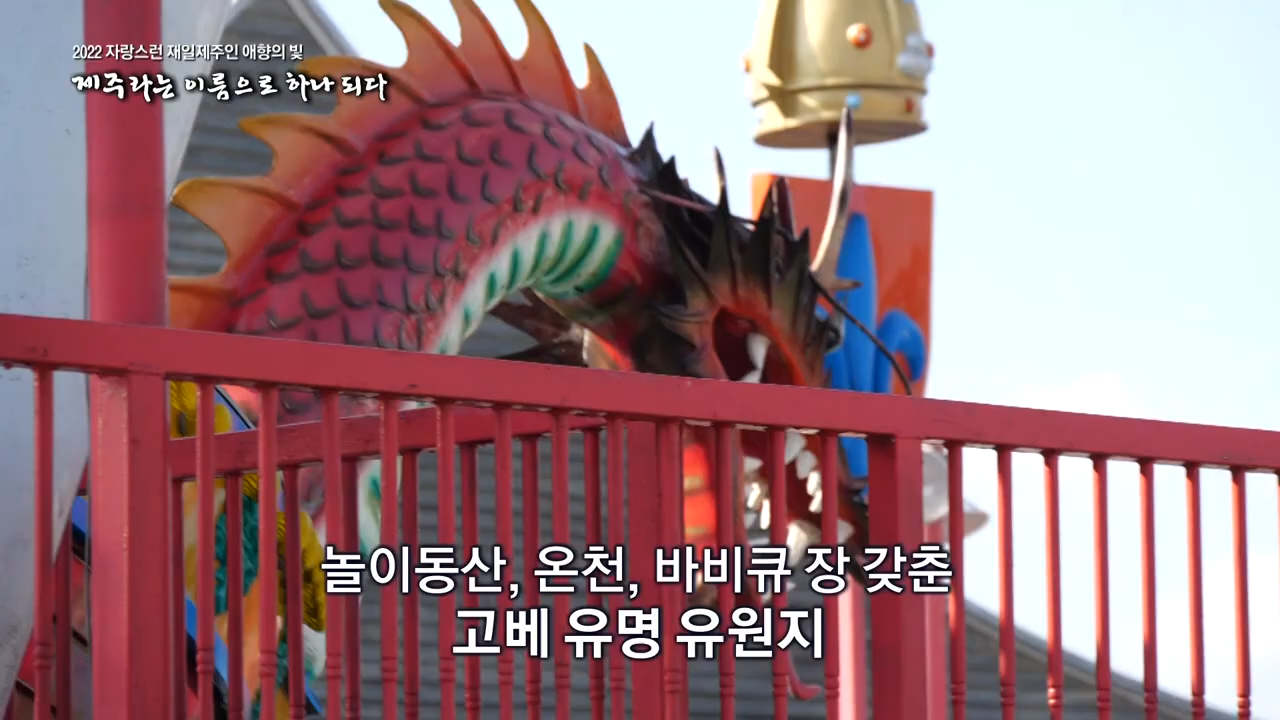 2022 자랑스런 재일제주인 애향의 빛
제주라는 이름으로 하나 되다
놀이동산, 온천, 바비큐 장 갖춘
고베 유명 유원지